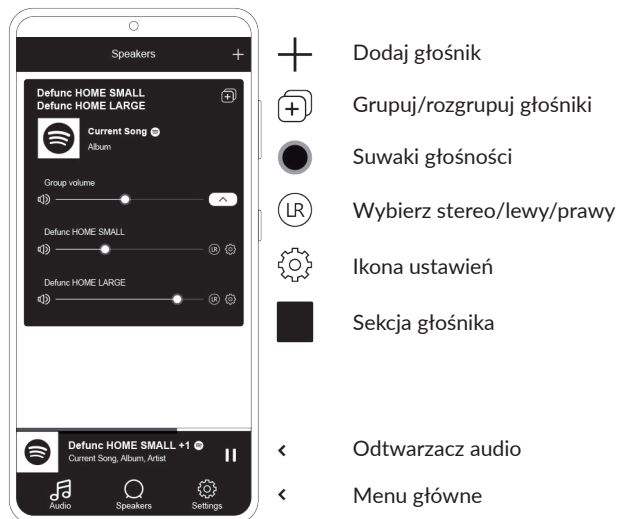 Speakers
Defunc HOME SMALL
Defunc HOME LARGE
Current Song
Album
Group volume
Defunc HOME SMALL
LR
Defunc HOME LARGE
LR
Defunc HOME SMALL +1
Current Song, Album, Artist
Audio
Speakers
Settings
Dodaj głośnik
Grupuj/rozgrupuj głośniki
Suwaki głośności
LR
Wybierz stereo/lewy/prawy
Ikona ustawień
Sekcja głośnika
Odtwarzacz audio
Menu główne